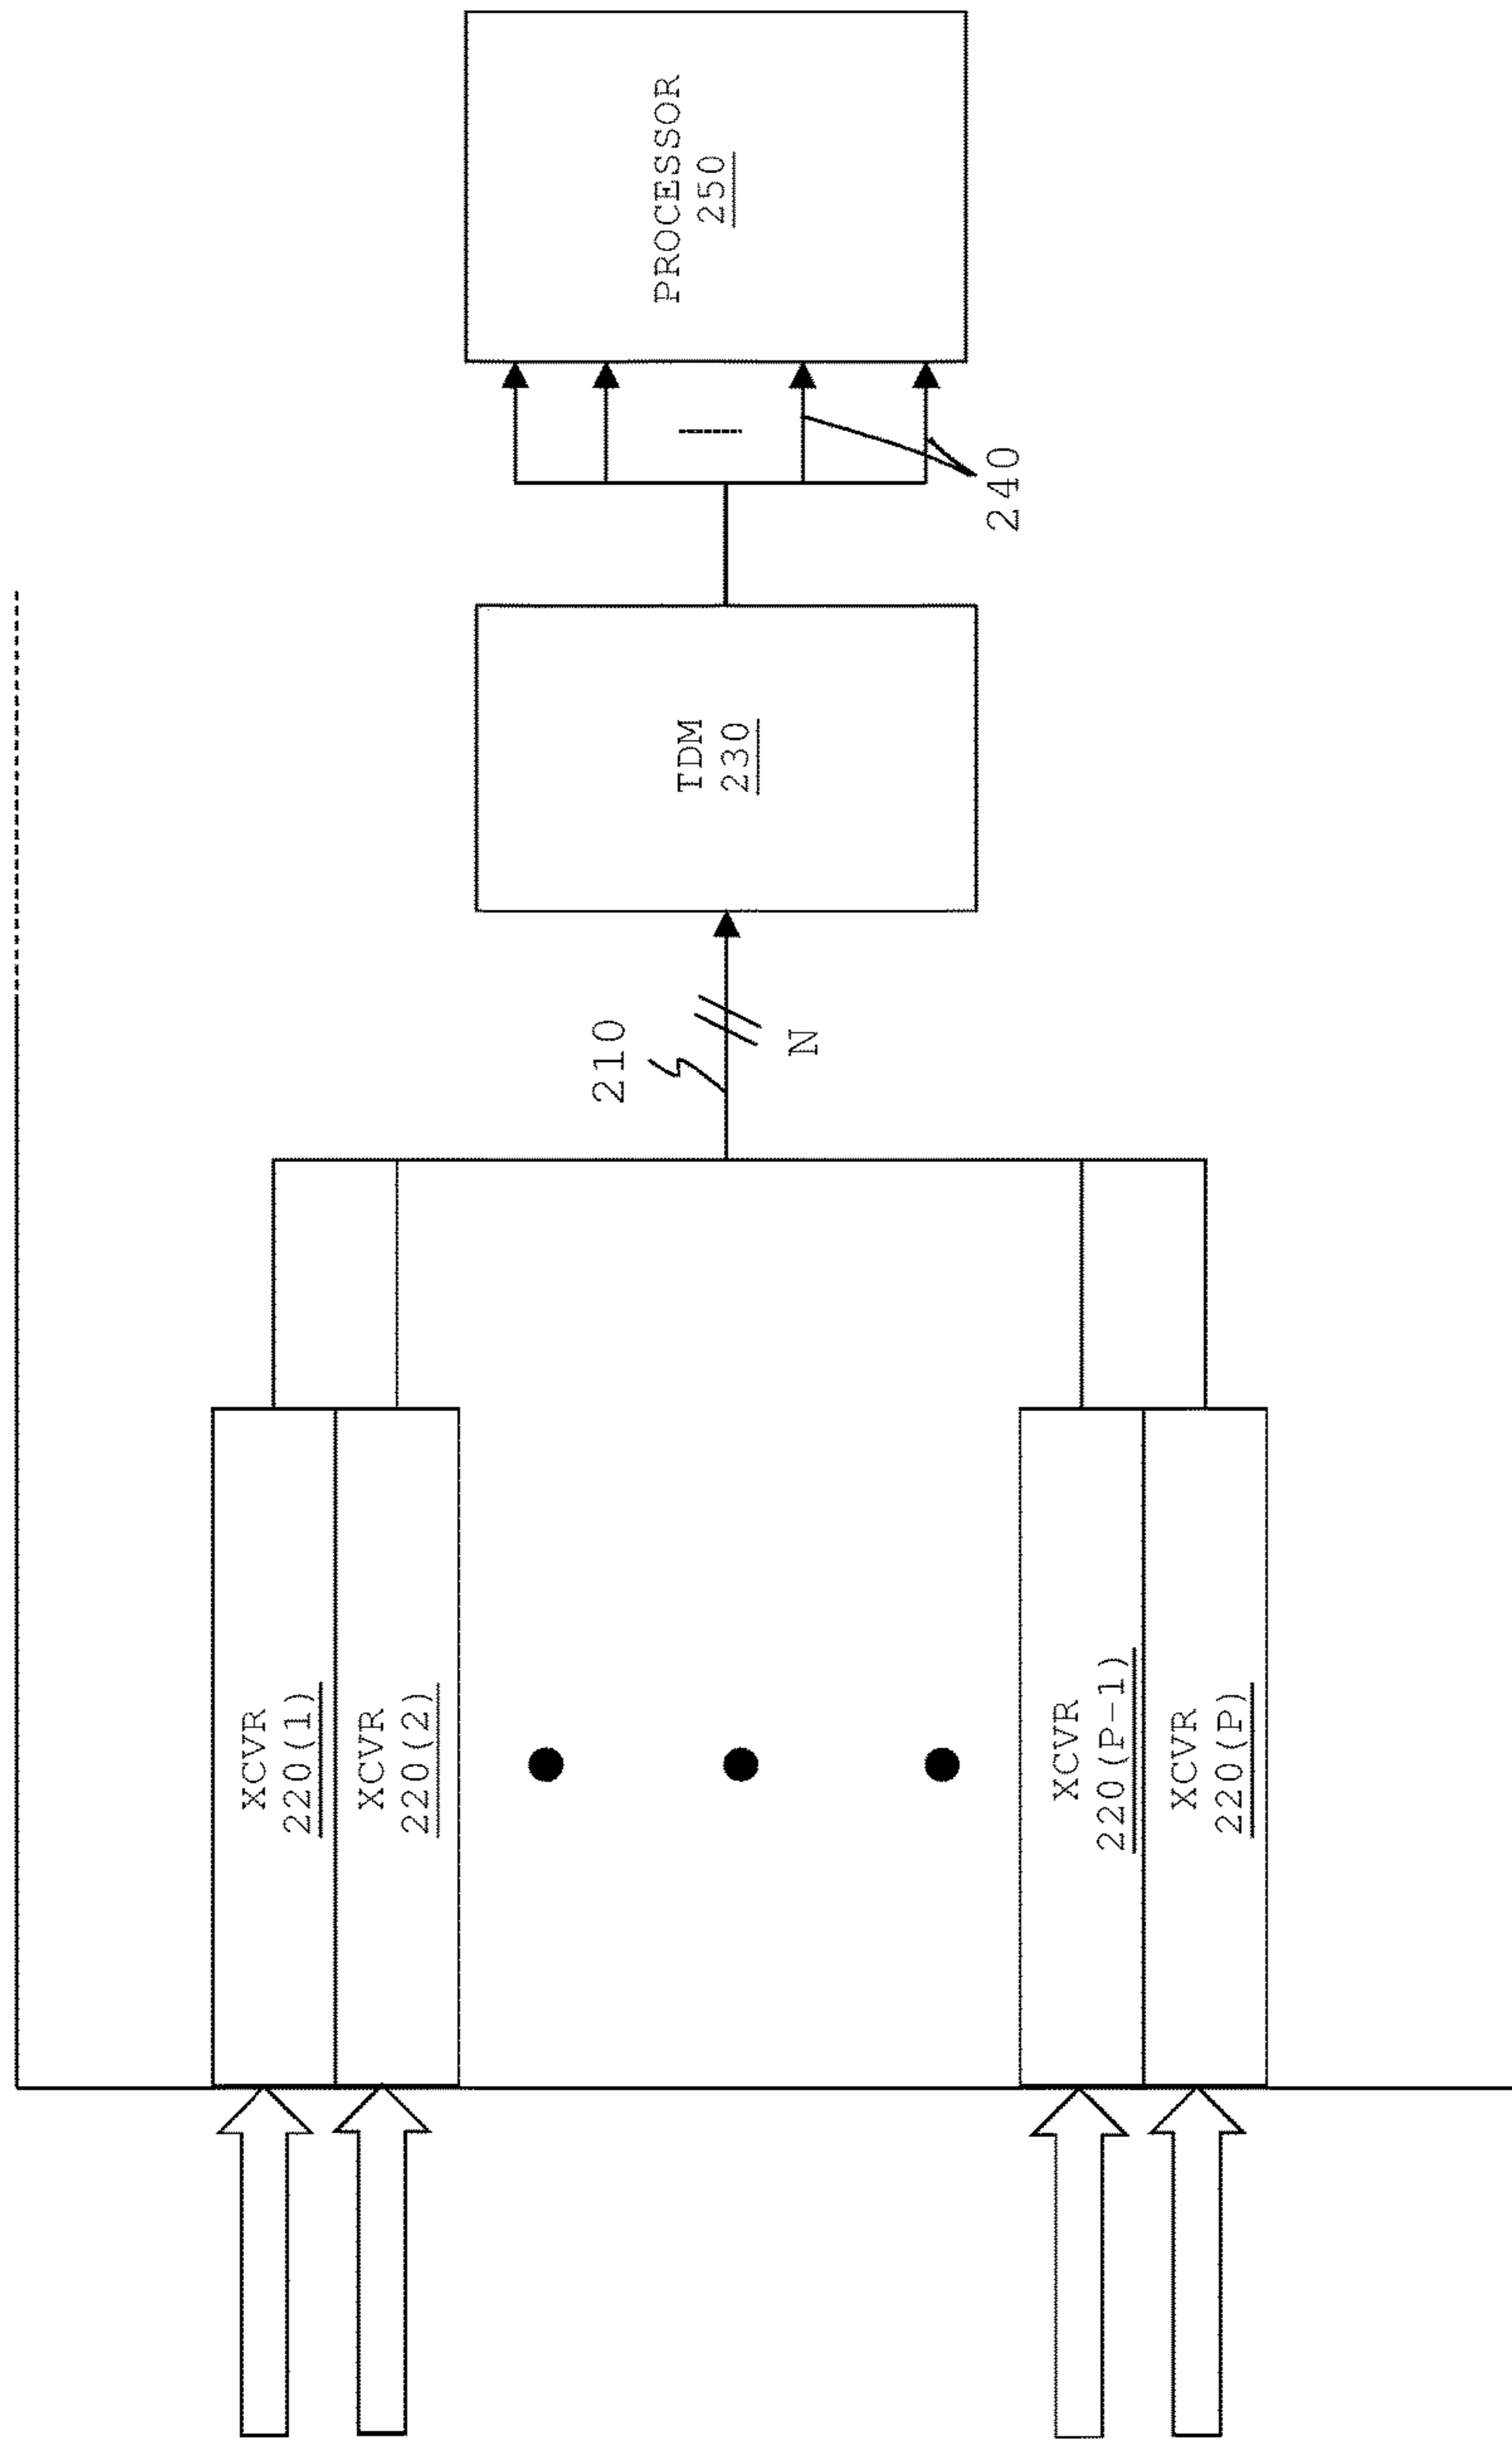 XCVR
220(1)
XCVR
220(2)
XCVR
220(P-1)
XCVR
220(P)
210
N
TDM
230
240
PROCESSOR
250